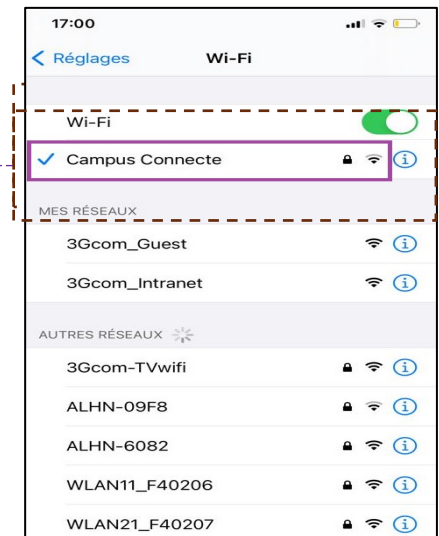 17:00
Réglages Wi-Fi
Wi-Fi
Campus Connecte
MES RÉSEAUX
3Gcom_Guest
3Gcom_Intranet
AUTRES RÉSEAUX
3Gcom-TVwifi
ALHN-09F8
ALHN-6082
WLAN11_F40206
WLAN21_F40207